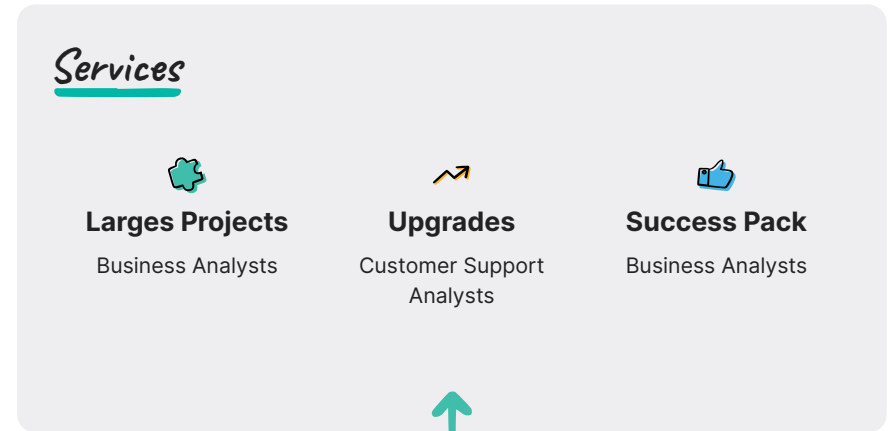 Services
Larges Projects
Upgrades
Success Pack
Business Analysts
Customer Support
Analysts
Business Analysts